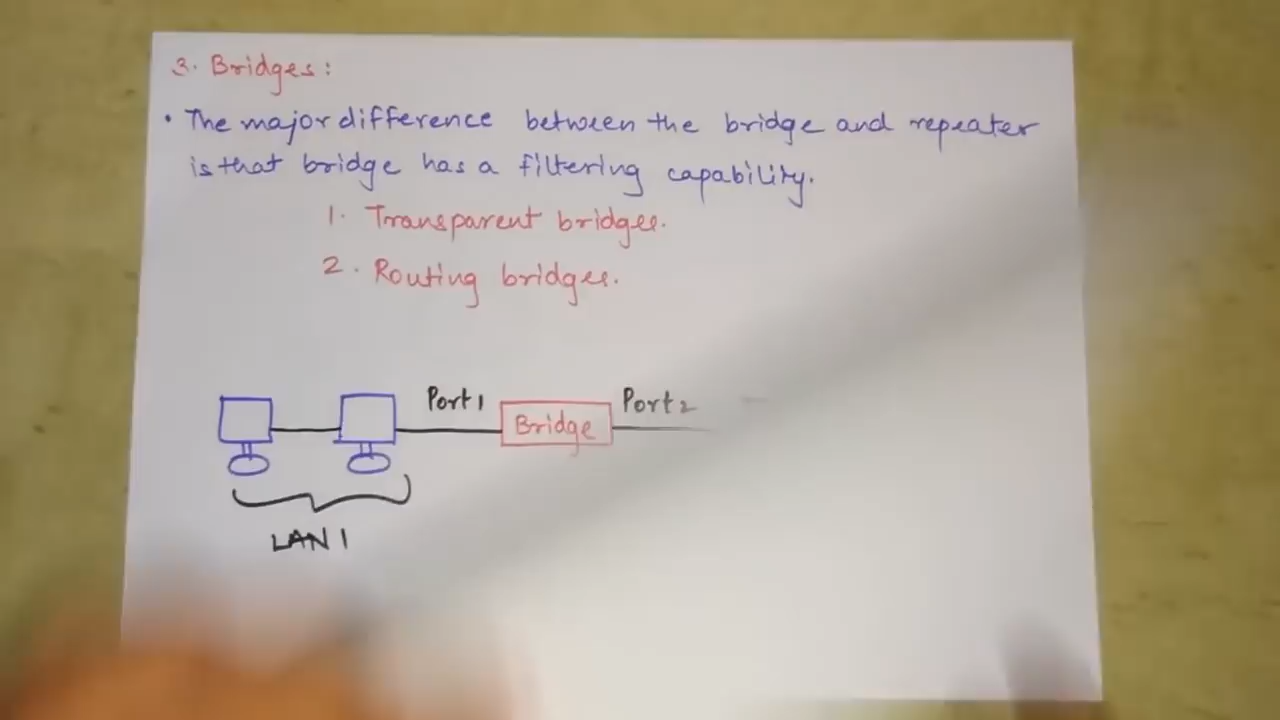 3. Bridges:
• The major difference between the bridge and repeater
is that bridge has a filtering capability.
1. Transparent bridges.
2. Routing bridges.
Port 1
Bridge
Port 2
LAN 1